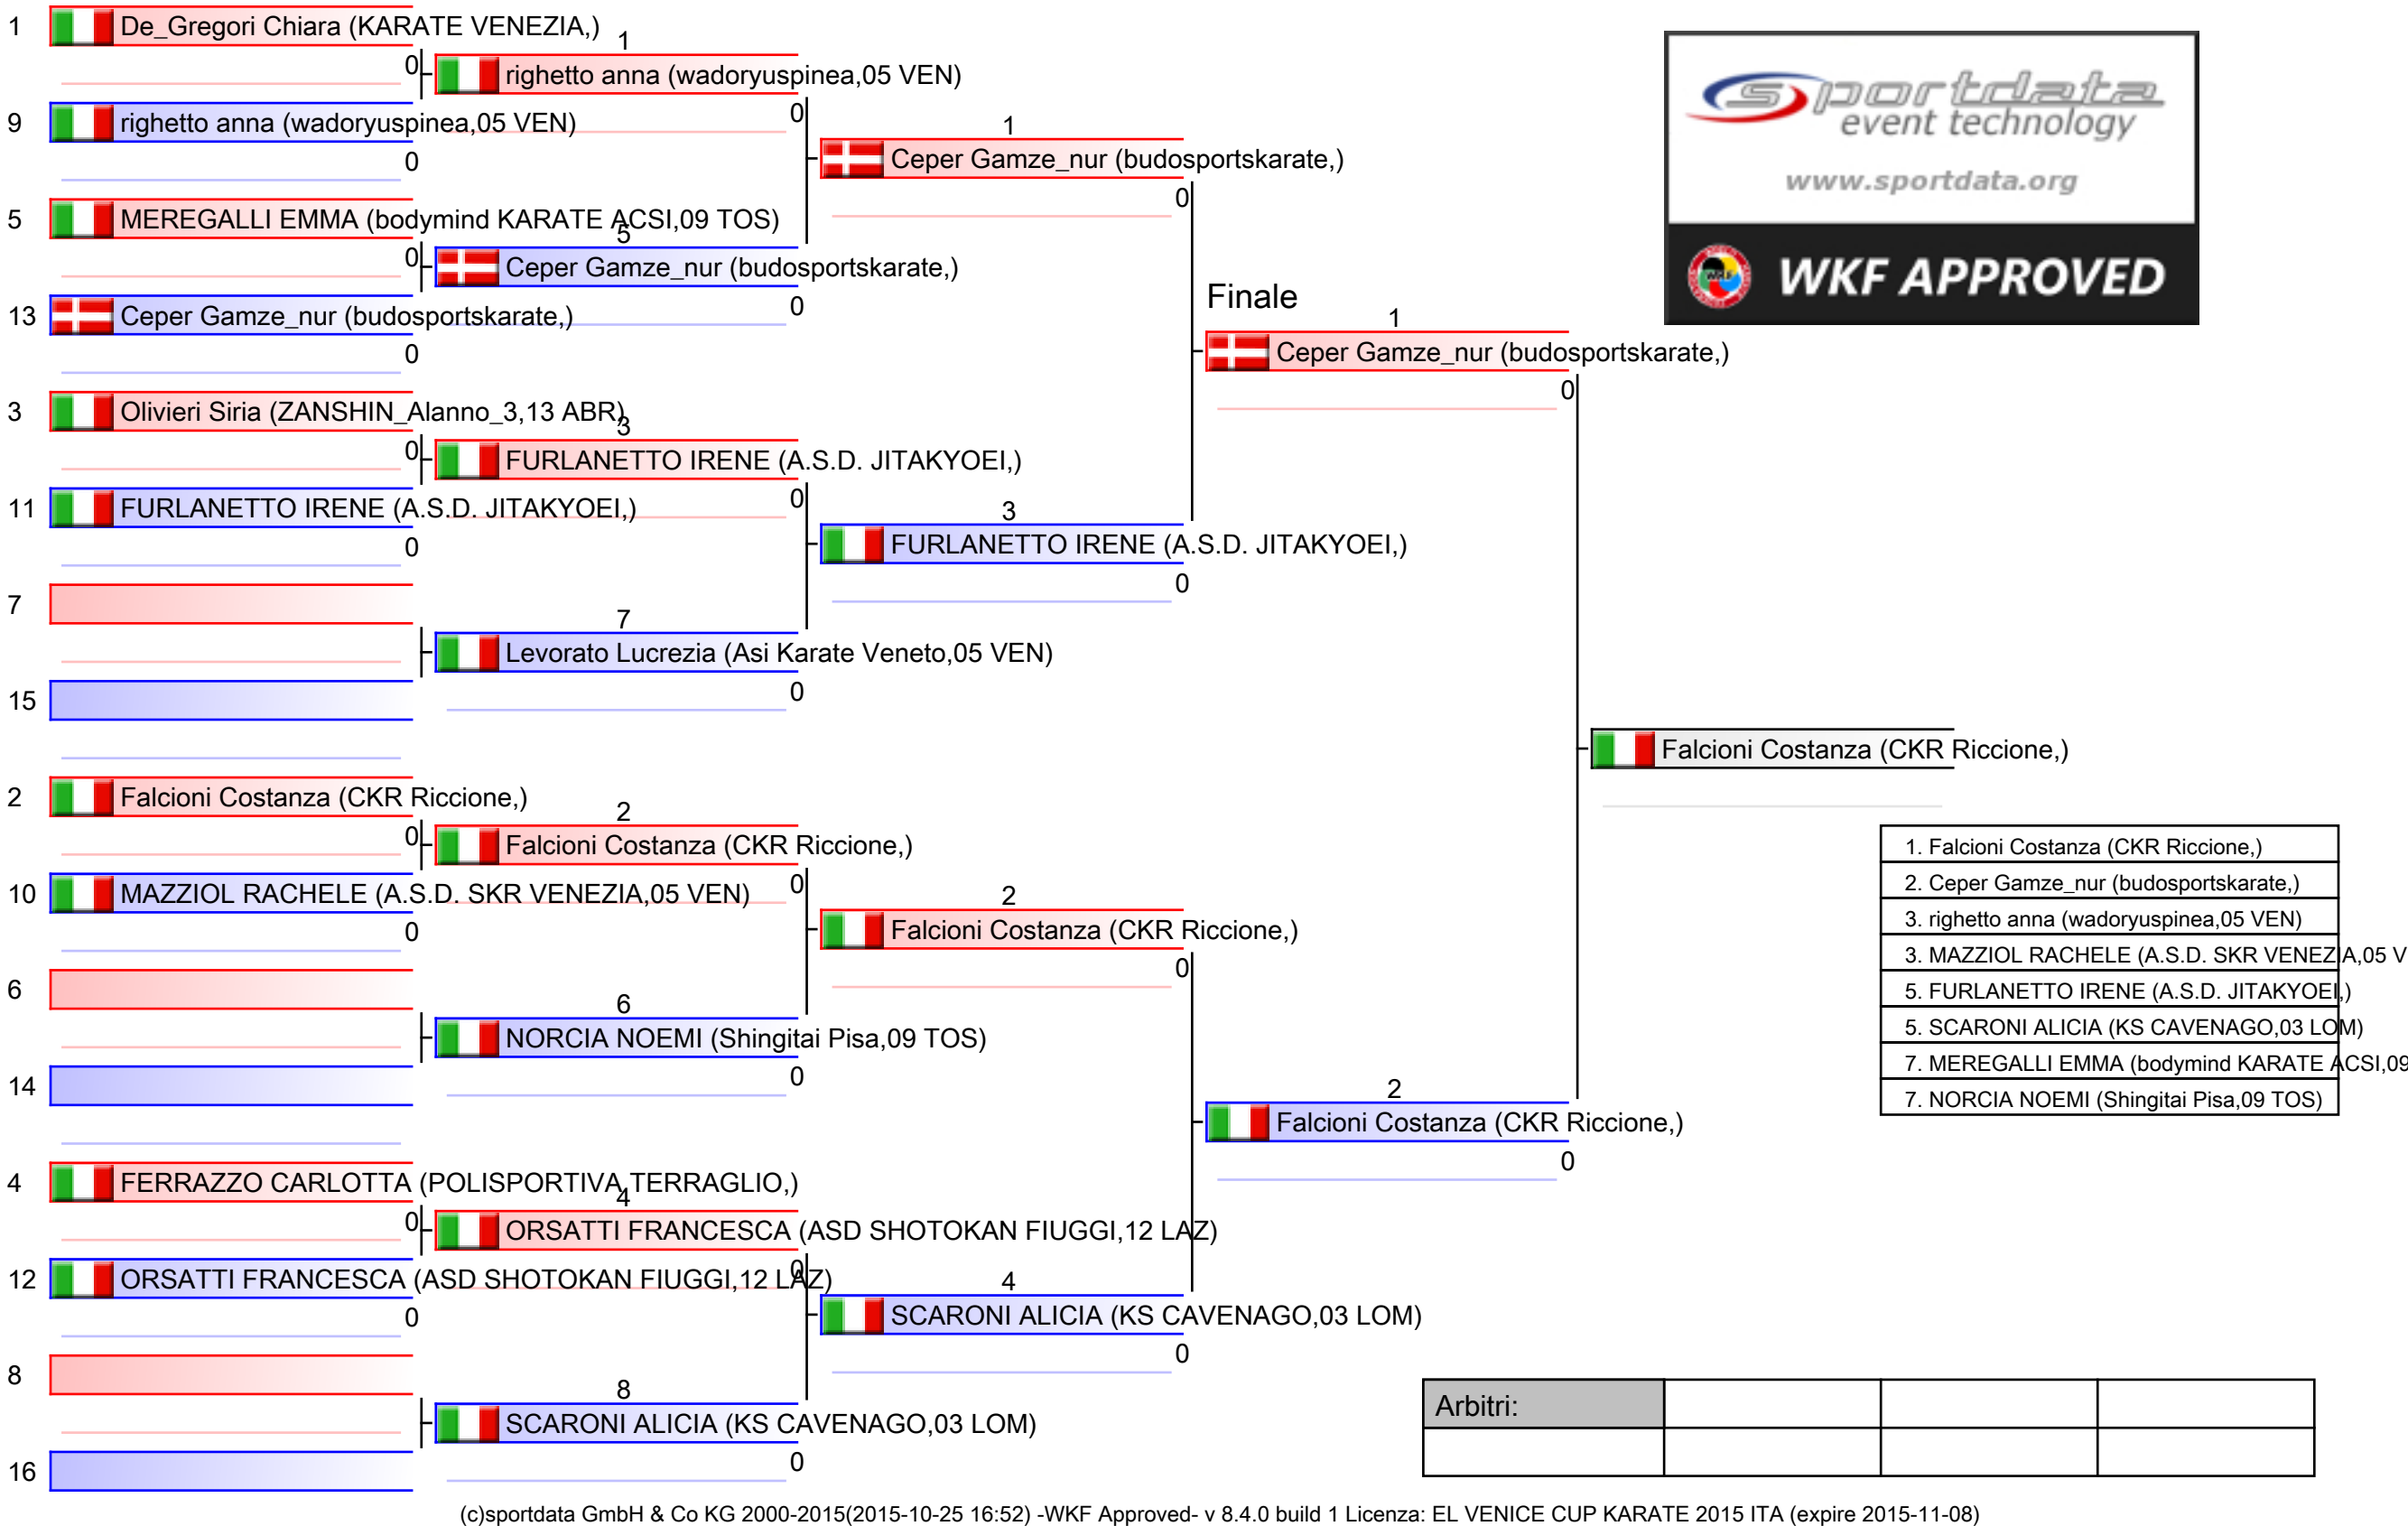 1 De_Gregori Chiara (KARATE VENEZIA,)
0
9 righetto anna (wadoryuspinea,05 VEN)
0
5 MEREGALLI EMMA (bodymind KARATE ACSI,09 TOS)
0
13 Ceper Gamze_nur (budosportskarate,)
0
3 Olivieri Siria (ZANSHIN_Alanno_3,13 ABR)
0
11 FURLANETTO IRENE (A.S.D. JITAKYOEI,)
0
7
15
2 Falcioni Costanza (CKR Riccione,)
0
10 MAZZIOL RACHELE (A.S.D. SKR VENEZIA,05 VEN)
0
6
14
4 FERRAZZO CARLOTTA (POLISPORTIVA TERRAGLIO,)
0
12 ORSATTI FRANCESCA (ASD SHOTOKAN FIUGGI,12 LAZ)
0
8
16
1
righetto anna (wadoryuspinea,05 VEN)
0
5
Ceper Gamze_nur (budosportskarate,)
0
3
FURLANETTO IRENE (A.S.D. JITAKYOEI,)
0
7
Levorato Lucrezia (Asi Karate Veneto,05 VEN)
0
2
Falcioni Costanza (CKR Riccione,)
0
6
NORCIA NOEMI (Shingitai Pisa,09 TOS)
0
4
ORSATTI FRANCESCA (ASD SHOTOKAN FIUGGI,12 LAZ)
0
8
SCARONI ALICIA (KS CAVENAGO,03 LOM)
0
1
Ceper Gamze_nur (budosportskarate,)
0
3
FURLANETTO IRENE (A.S.D. JITAKYOEI,)
0
2
Falcioni Costanza (CKR Riccione,)
0
4
SCARONI ALICIA (KS CAVENAGO,03 LOM)
0
Finale
1
Ceper Gamze_nur (budosportskarate,)
0
2
Falcioni Costanza (CKR Riccione,)
0
Falcioni Costanza (CKR Riccione,)
sportdata
event technology
www.sportdata.org
WKF
WKF APPROVED
1. Falcioni Costanza (CKR Riccione,)
2. Ceper Gamze_nur (budosportskarate,)
3. righetto anna (wadoryuspinea,05 VEN)
3. MAZZIOL RACHELE (A.S.D. SKR VENEZIA,05 V
5. FURLANETTO IRENE (A.S.D. JITAKYOEI,)
5. SCARONI ALICIA (KS CAVENAGO,03 LOM)
7. MEREGALLI EMMA (bodymind KARATE ACSI,09
7. NORCIA NOEMI (Shingitai Pisa,09 TOS)
Arbitri:
(c)sportdata GmbH & Co KG 2000-2015(2015-10-25 16:52) -WKF Approved- v 8.4.0 build 1 Licenza: EL VENICE CUP KARATE 2015 ITA (expire 2015-11-08)